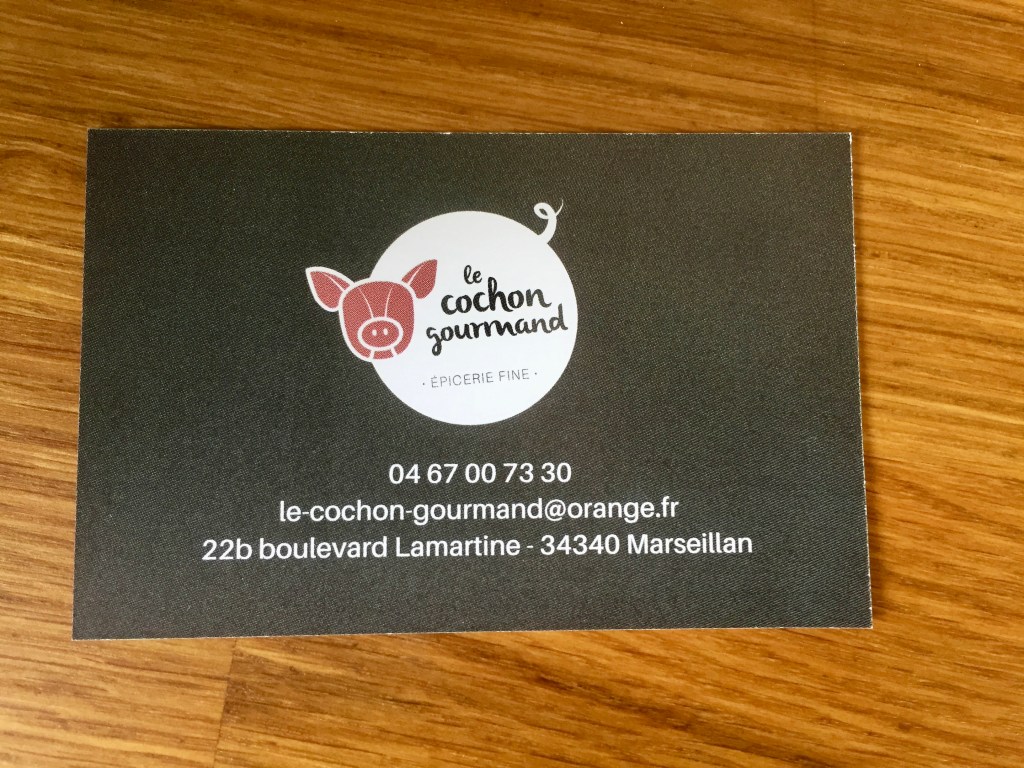 le
cochon
gourmand
· ÉPICERIE FINE ·
04 67 00 73 30
le-cochon-gourmand@orange.fr
22b boulevard Lamartine - 34340 Marseillan